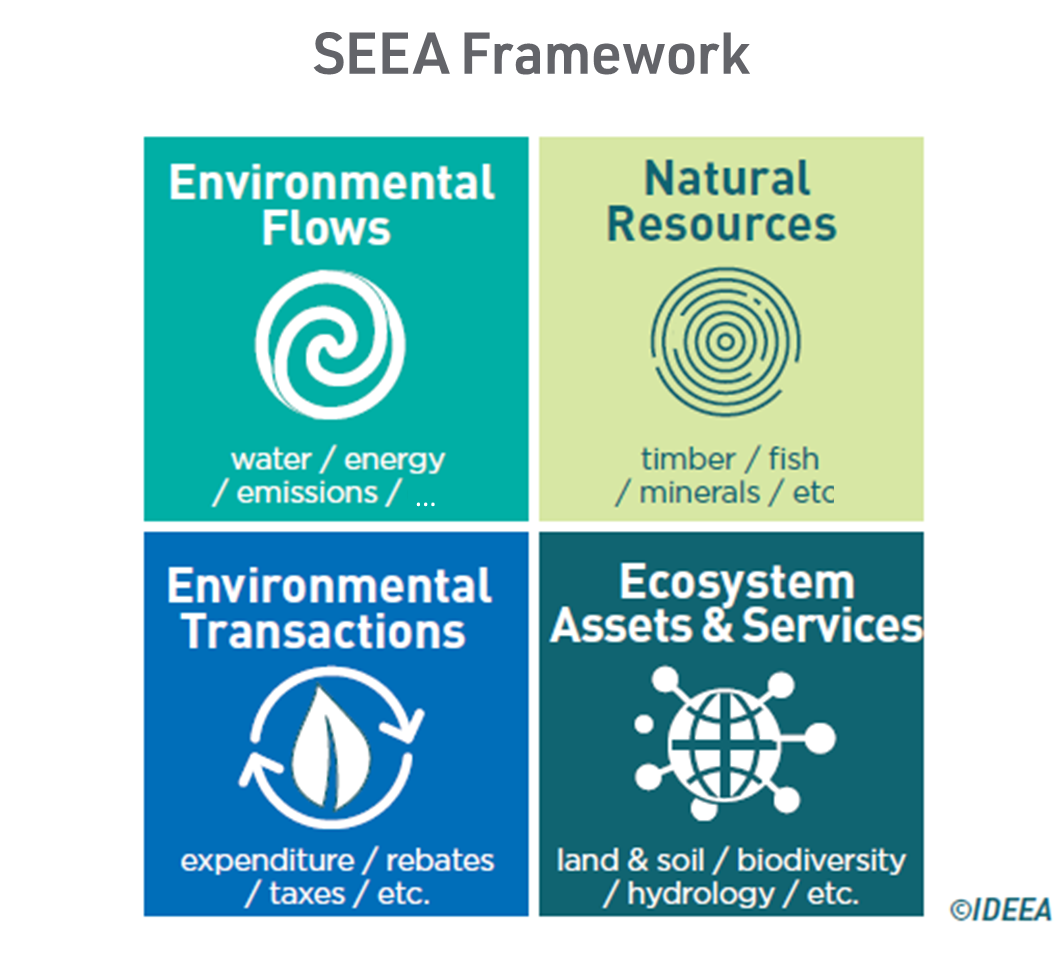 SEEA Framework
Environmental
Flows
water / energy
/ emissions / ...
Natural
Resources
timber / fish
/ minerals / etc
Environmental
Transactions
expenditure / rebates
/ taxes / etc.
Ecosystem
Assets & Services
land & soil / biodiversity
/ hydrology / etc.
©IDEEA